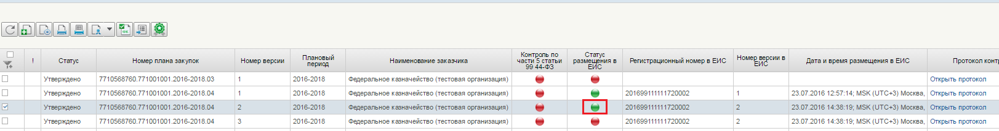 ФК
! Статус Номер плана закупок Номер версии Плановый период Наименование заказчика Контроль по части 5 статьи 99 44-ФЗ Статус размещения в ЕИС Регистрационный номер в ЕИС Номер версии в ЕИС Дата и время размещения в ЕИС Протокол конт
Утверждено 7710568760.771001001.2016-2018.03 1 2016-2018 Федеральное казначейство (тестовая организация) Открыть протокол
Утверждено 7710568760.771001001.2016-2018.04 1 2016-2018 Федеральное казначейство (тестовая организация) 201699111111720002 1 23.07.2016 12:57:14; MSK (UTC+3) Москва, Открыть протокол
Утверждено 7710568760.771001001.2016-2018.04 2 2016-2018 Федеральное казначейство (тестовая организация) 201699111111720002 2 23.07.2016 14:38:19; MSK (UTC+3) Москва, Открыть протокол
Утверждено 7710568760.771001001.2016-2018.04 3 2016-2018 Федеральное казначейство (тестовая организация) 201699111111720002 2 23.07.2016 14:38:19; MSK (UTC+3) Москва, Открыть протокол